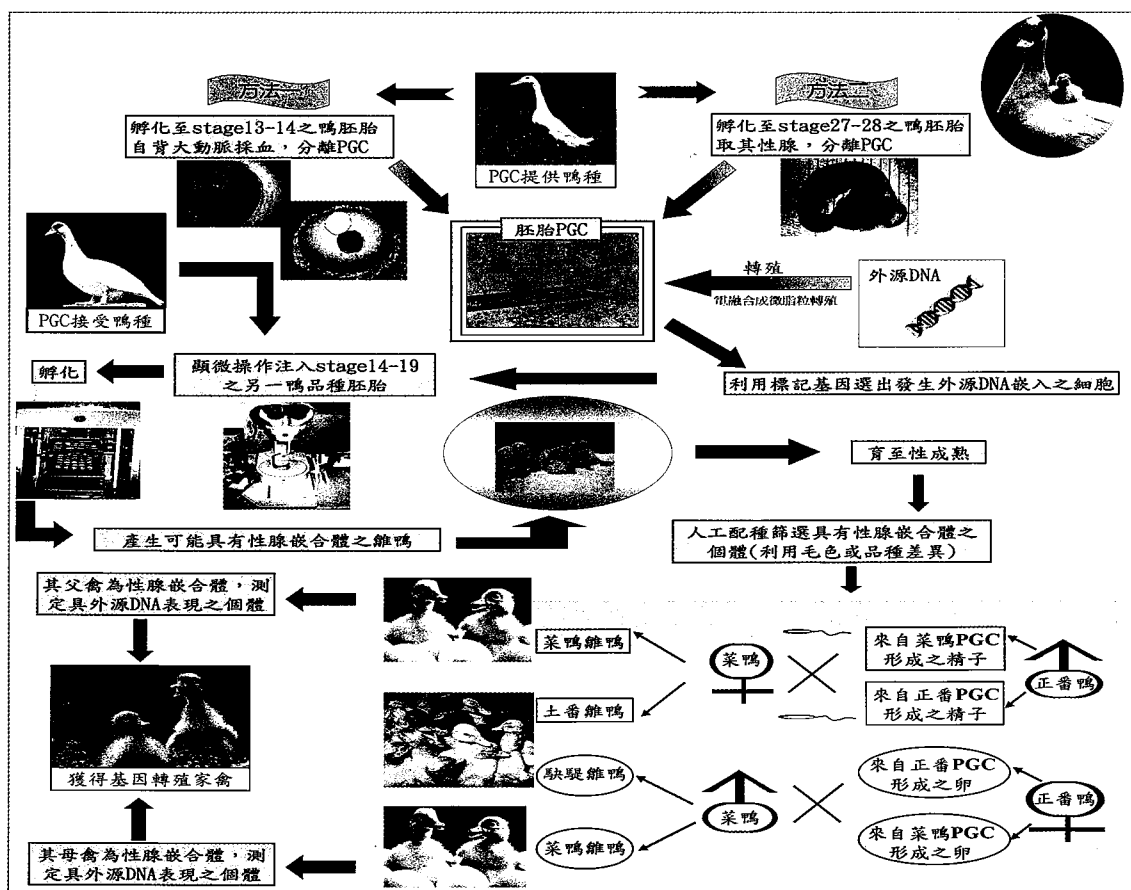 方法一
孵化至stage13-14之鴨胚胎
自背大動脈採血，分離PGC
PGC提供鴨種
方法二
孵化至stage27-28之鴨胚胎
取其性腺，分離PGC
胚胎PGC
PGC接受鴨種
轉殖
電融合成微脂粒轉殖
外源DNA
孵化
顯微操作注入stage14-19
之另一鴨品種胚胎
利用標記基因選出發生外源DNA嵌入之細胞
育至性成熟
產生可能具有性腺嵌合體之雛鴨
人工配種篩選具有性腺嵌合體之
個體(利用毛色或品種差異)
其父禽為性腺嵌合體，測
定具外源DNA表現之個體
菜鴨雛鴨
菜鴨
來自菜鴨PGC
形成之精子
正番鴨
土番雛鴨
來自正番PGC
形成之精子
獲得基因轉殖家禽
駃騠雛鴨
菜鴨
來自正番PGC
形成之卵
正番鴨
菜鴨雛鴨
來自菜鴨PGC
形成之卵
其母禽為性腺嵌合體，測
定具外源DNA表現之個體